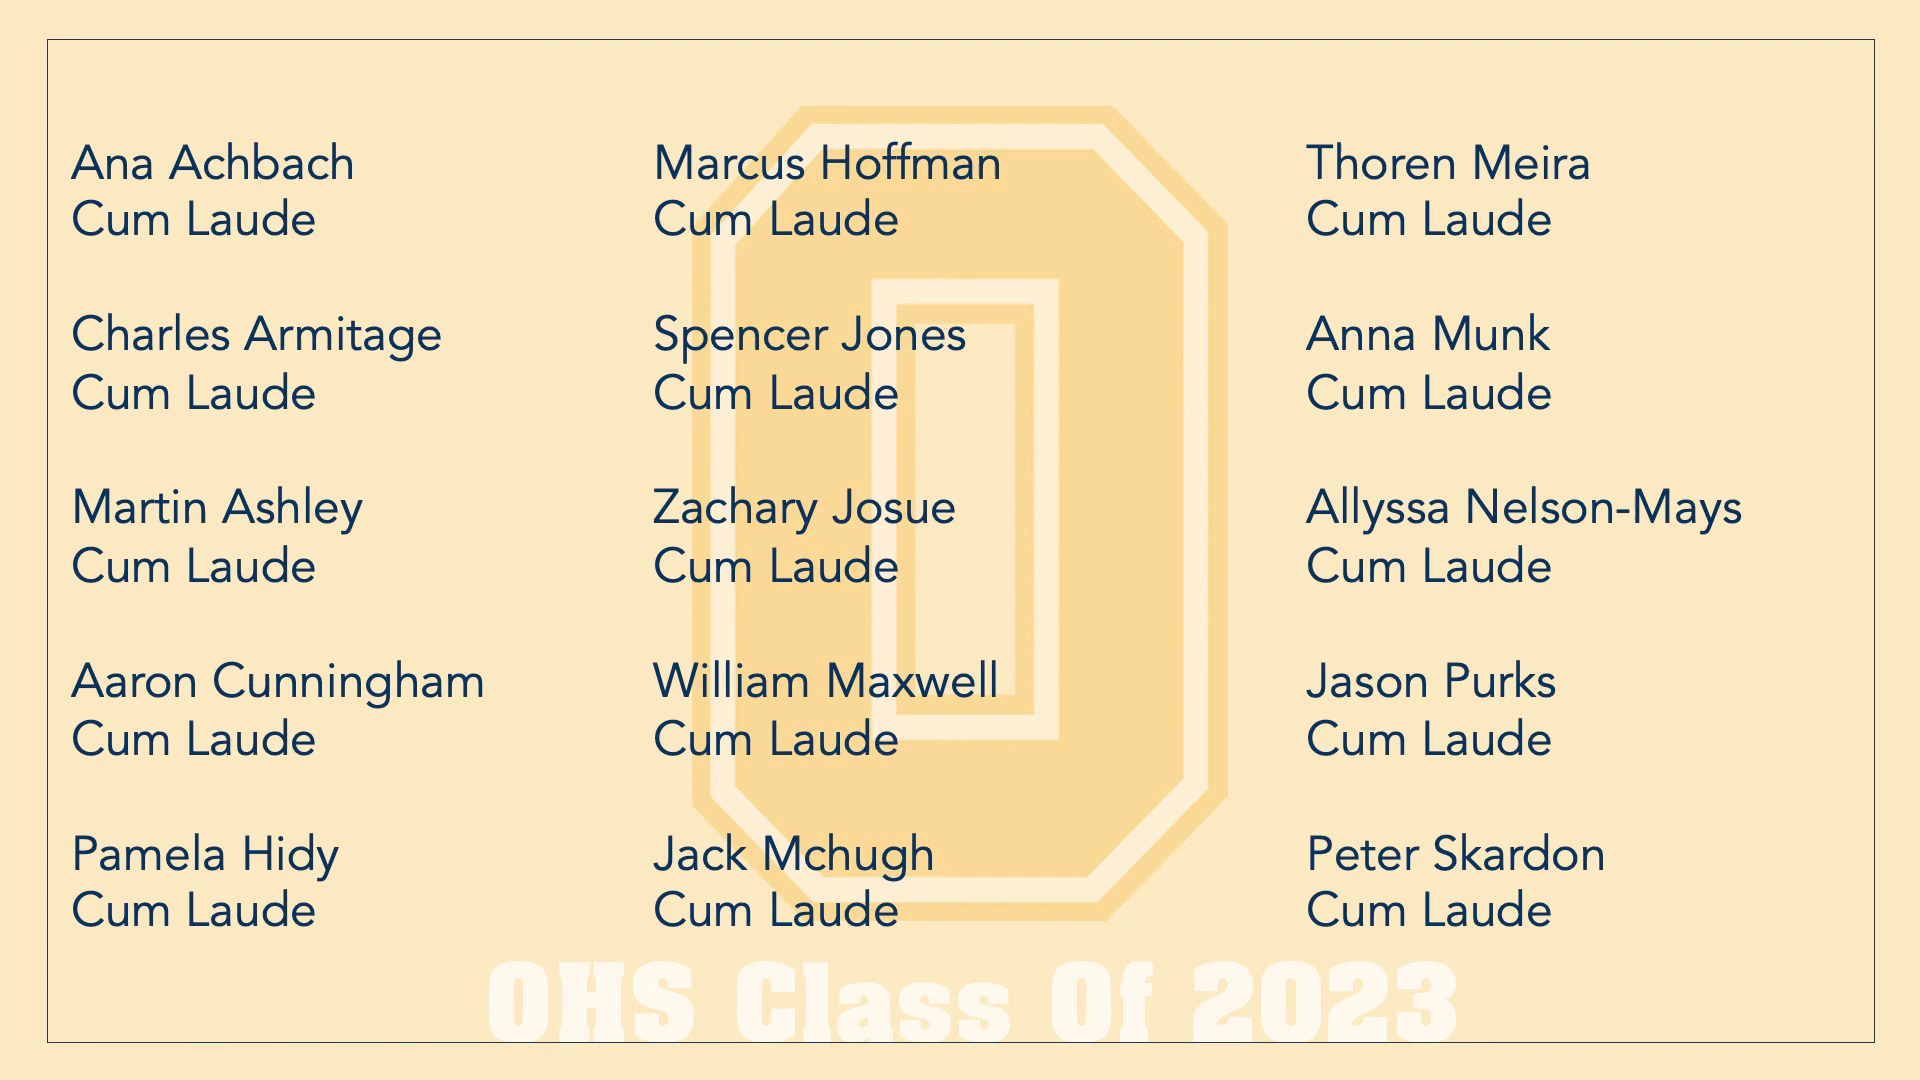 Ana Achbach
Cum Laude
Charles Armitage
Cum Laude
Martin Ashley
Cum Laude
Aaron Cunningham
Cum Laude
Pamela Hidy
Cum Laude
Marcus Hoffman
Cum Laude
Spencer Jones
Cum Laude
Zachary Josue
Cum Laude
William Maxwell
Cum Laude
Jack Mchugh
Cum Laude
Thoren Meira
Cum Laude
Anna Munk
Cum Laude
Allyssa Nelson-Mays
Cum Laude
Jason Purks
Cum Laude
Peter Skardon
Cum Laude
O
OHS Class Of 2023